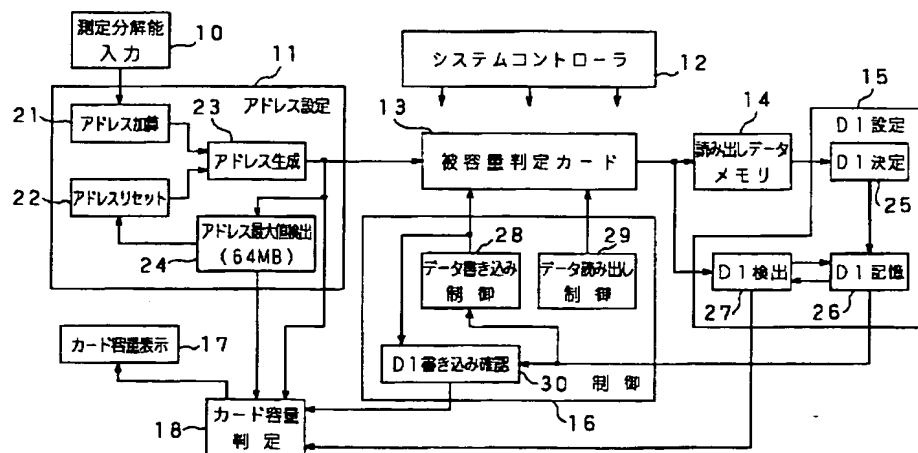 測定分解能
入力
10
11
システムコントローラ
12
アドレス設定
21
アドレス加算
23
アドレス生成
22
アドレスリセット
アドレス最大値検出
(64MB)
24
13
被容量判定カード
14
読み出しデータ
メモリ
15
D1設定
D1決定
25
28
データ書き込み
制御
29
データ読み出し
制御
D1検出
27
D1記憶
26
カード容量表示
17
D1書き込み確認
30
制御
16
18
カード容量
判定